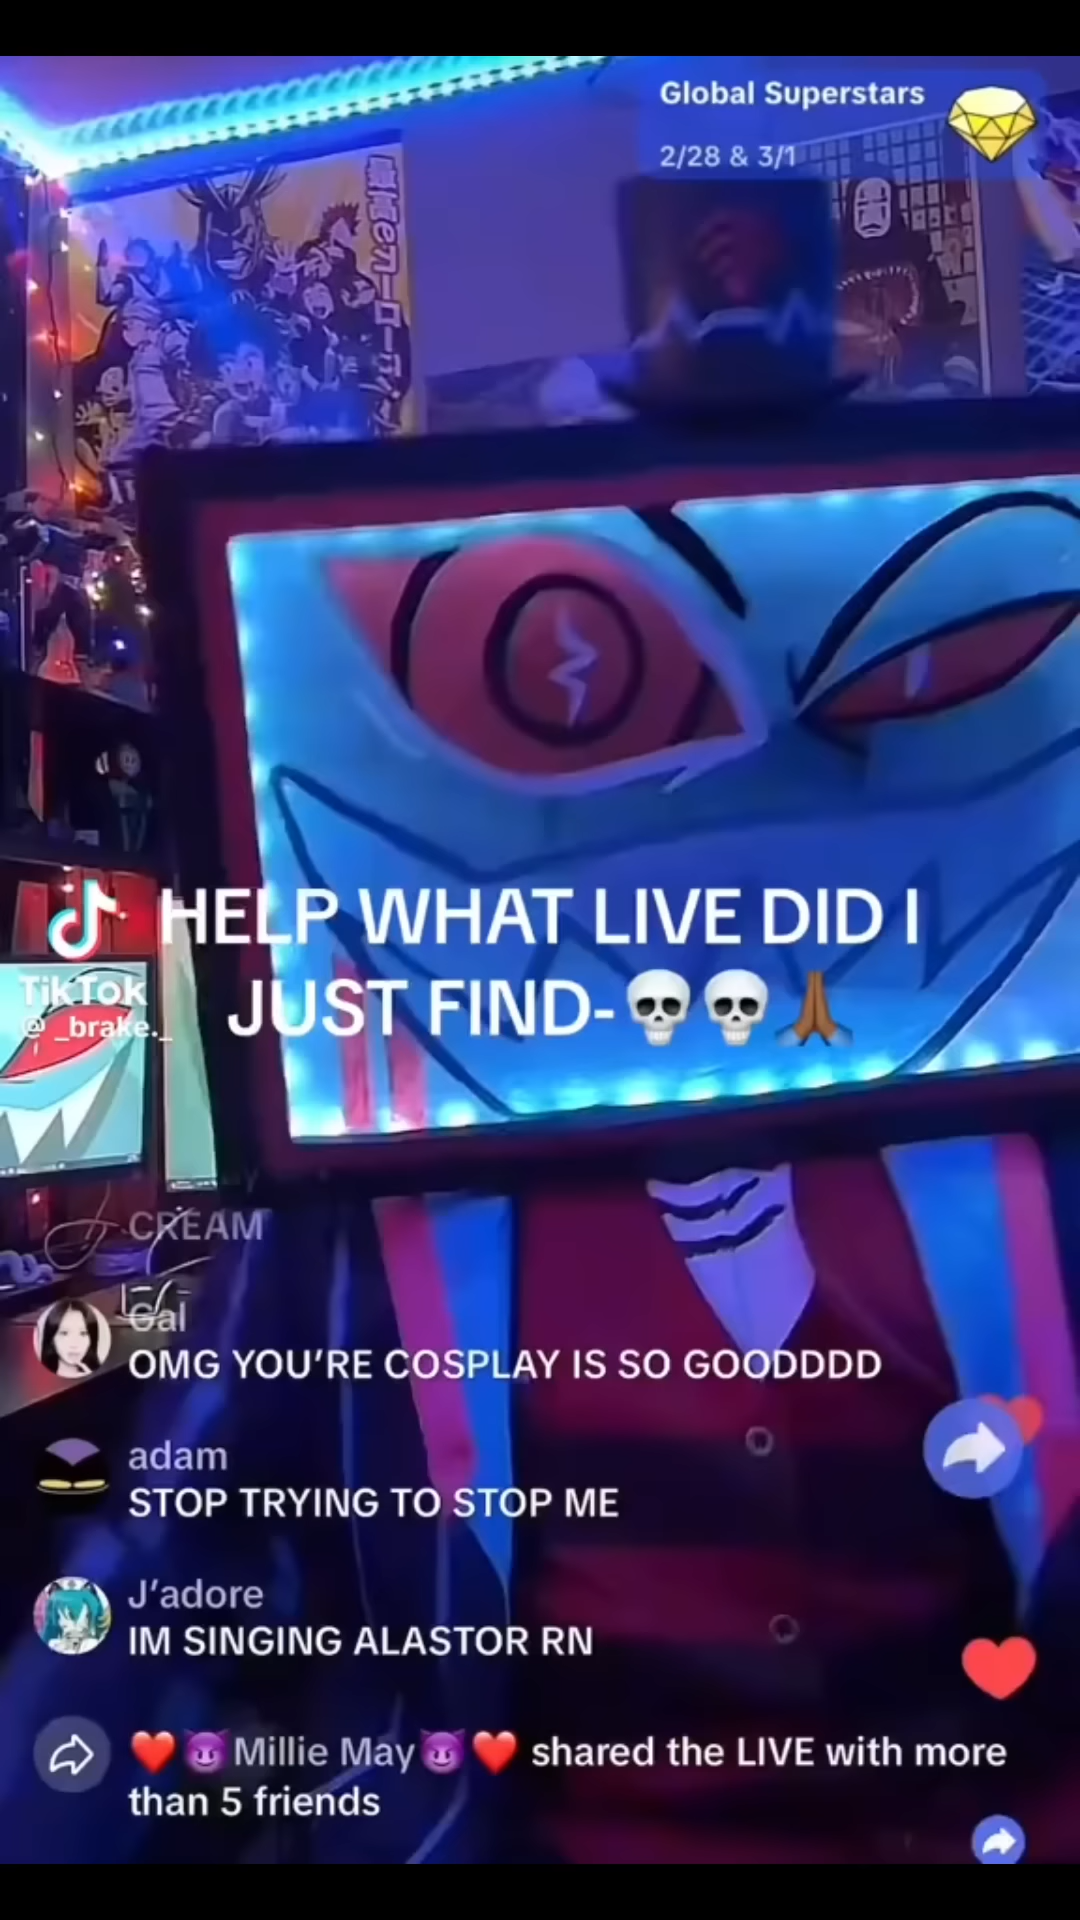 Global Superstars
2/28 & 3/1
HELP WHAT LIVE DID I
JUST FIND-💀💀🙏🏾
TikTok
@_brake._
CREAM
Gal
OMG YOU’RE COSPLAY IS SO GOODDDD
adam
STOP TRYING TO STOP ME
J’adore
IM SINGING ALASTOR RN
❤️😈Millie May😈❤️ shared the LIVE with more
than 5 friends